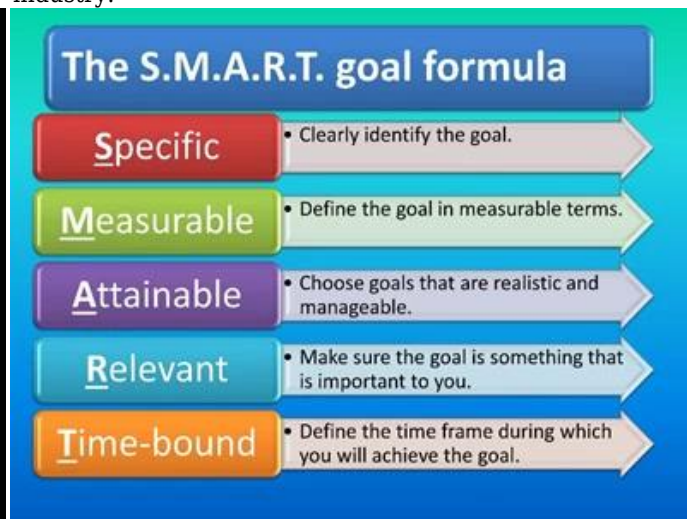 industry.
The S.M.A.R.T. goal formula
Specific
• Clearly identify the goal.
Measurable
• Define the goal in measurable terms.
Attainable
• Choose goals that are realistic and
manageable.
Relevant
• Make sure the goal is something that
is important to you.
Time-bound
• Define the time frame during which
you will achieve the goal.